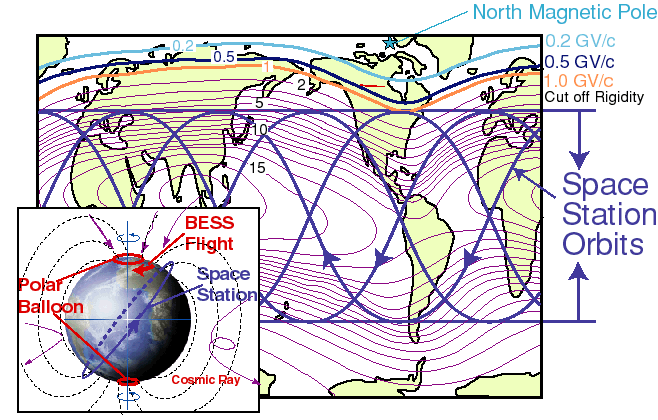 North Magnetic Pole
0.2
0.2 GV/c
0.5
0.5 GV/c
1
1.0 GV/c
2
Cut off Rigidity
5
10
15
Space
Station
Orbits
BESS
Flight
Space
Station
Polar
Balloon
Cosmic Ray